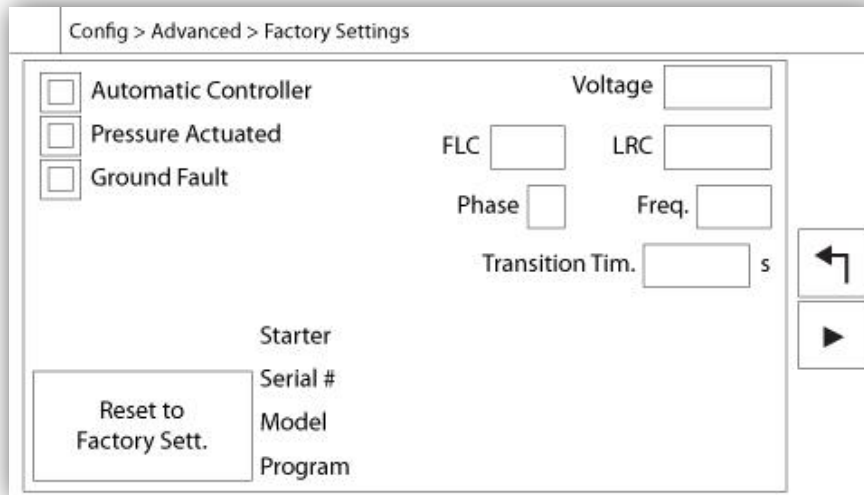 Config > Advanced > Factory Settings
Automatic Controller
Voltage
Pressure Actuated
FLC
LRC
Ground Fault
Phase
Freq.
Transition Tim.
s
Starter
Serial #
Reset to
Factory Sett.
Model
Program